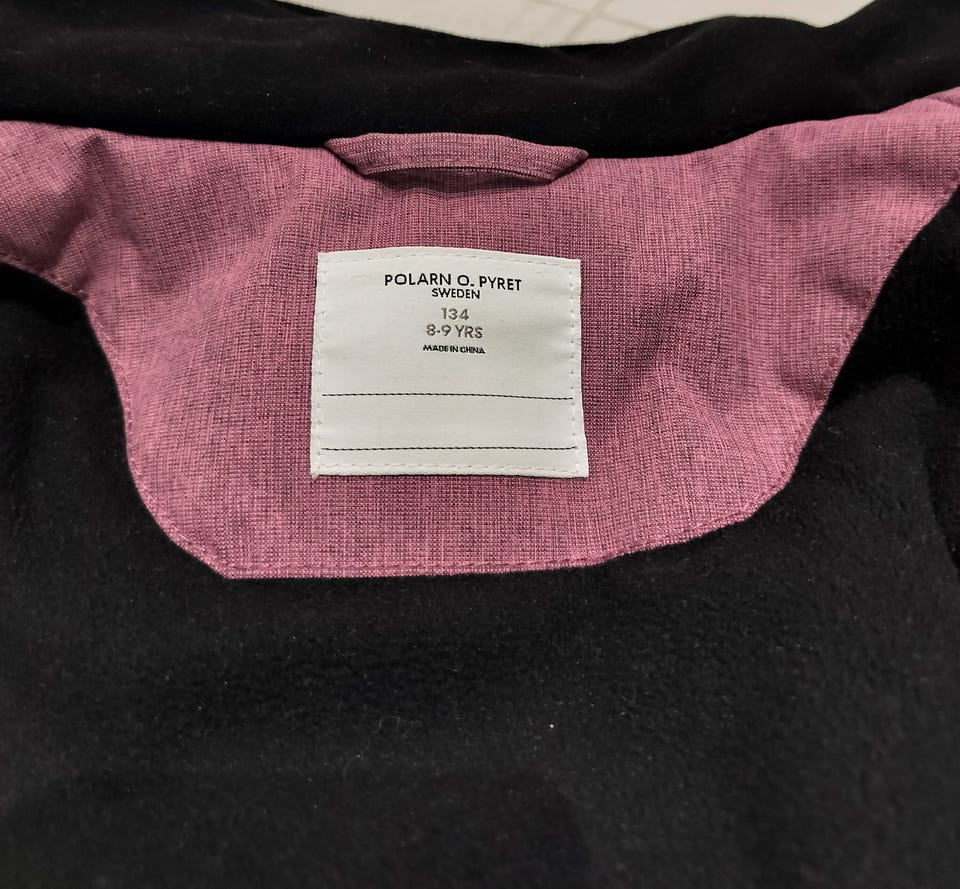 POLARN O. PYRET
SWEDEN
134
8-9 YRS
MADE IN CHINA